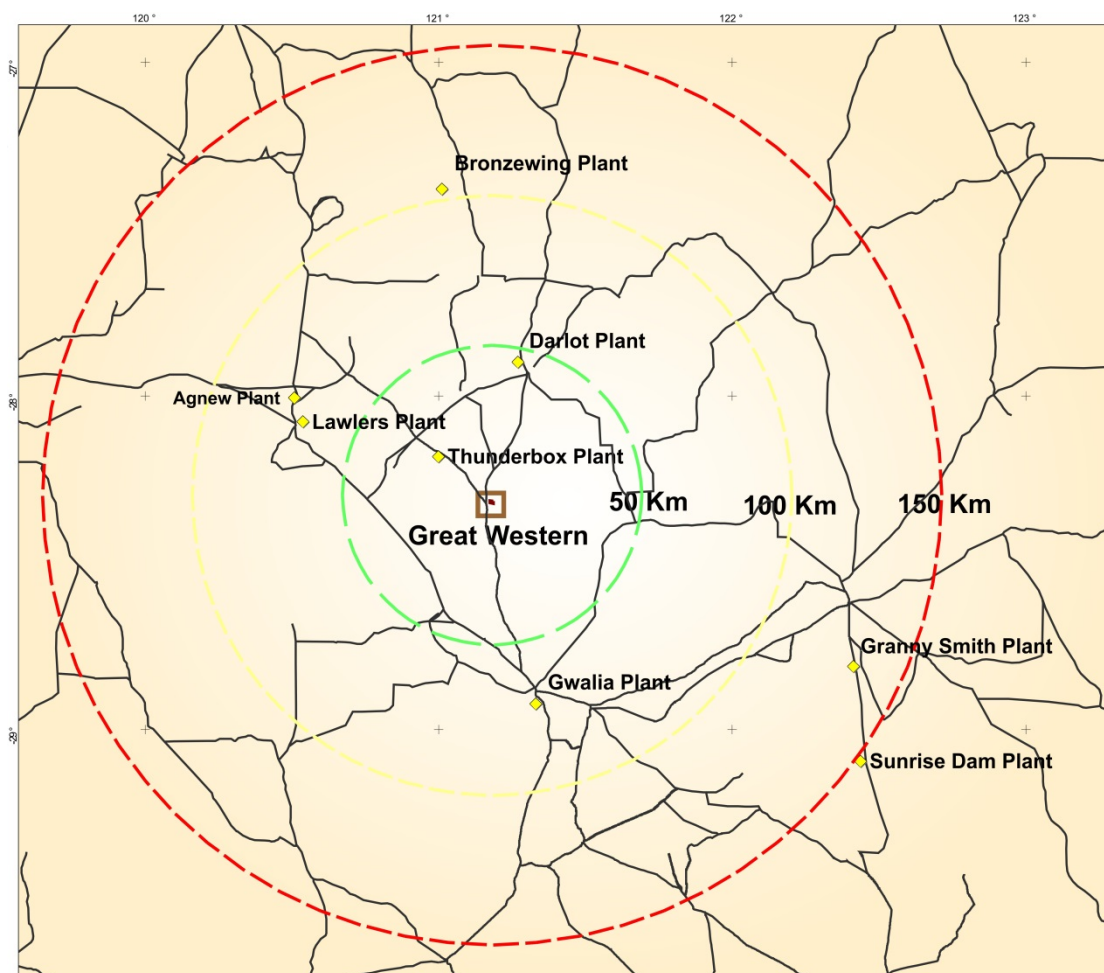 120 °
121 °
122 °
123 °
-27°
Bronzewing Plant
Darlot Plant
-28°
Agnew Plant
Lawlers Plant
Thunderbox Plant
50 Km
100 Km
150 Km
Great Western
Granny Smith Plant
Gwalia Plant
-29°
Sunrise Dam Plant